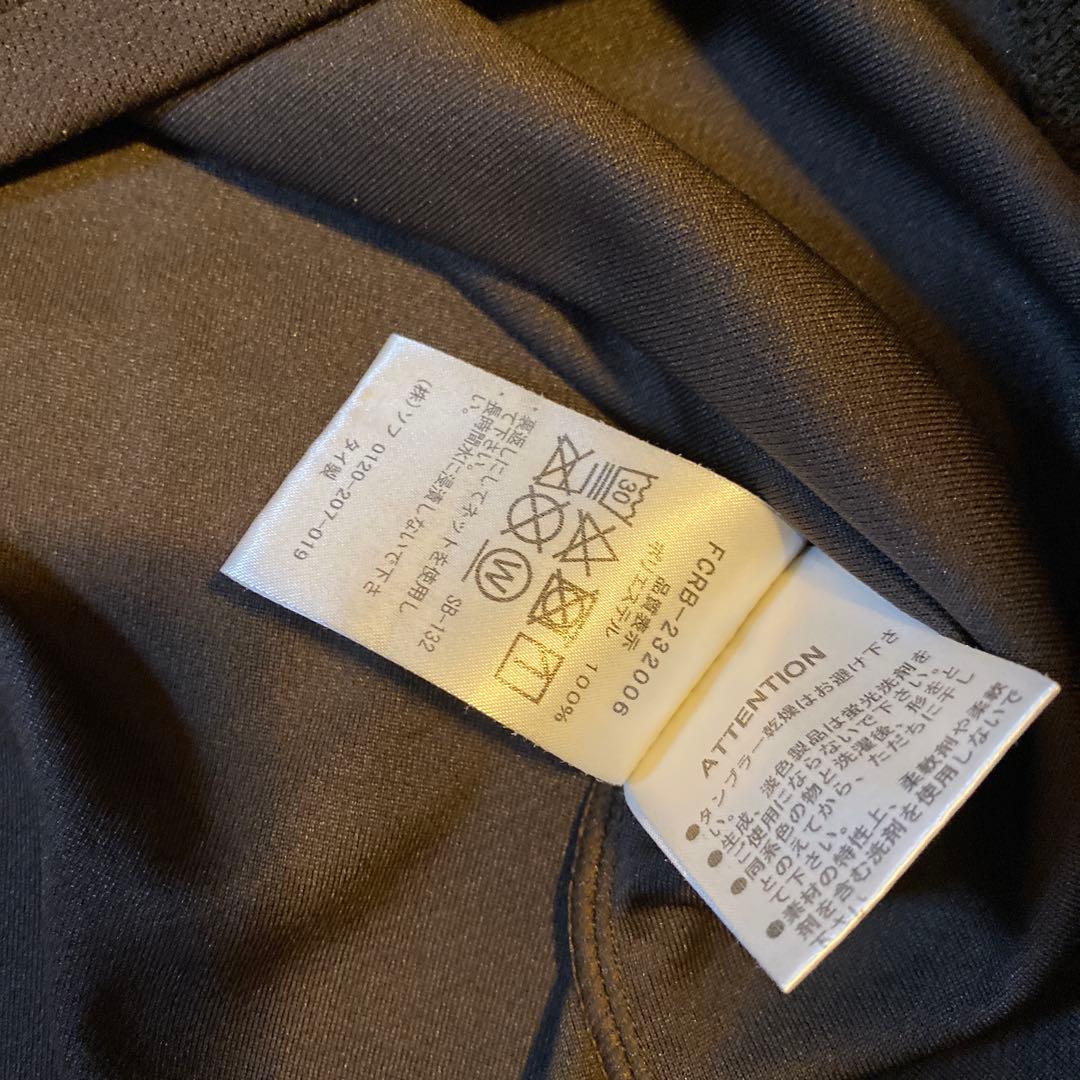 FCRB-232006
品質表示
ポリエステル 100%
30
W
SB-132
*裏返しにしてネットを使用し
て下さい。
*長時間水に浸漬しないで下さ
い。
(株)ソフ 0120-207-019
タイ製
ATTENTION
●タンブラー乾燥はお避け下さ
い。
●生成、淡色製品は蛍光洗剤を
ご使用にならないで下さい。
●同系色の物と洗濯後、形をと
とのえてから、ただちに干し
て下さい。
●素材の特性上、柔軟剤や柔軟
剤を含む洗剤を使用しないで
下さい